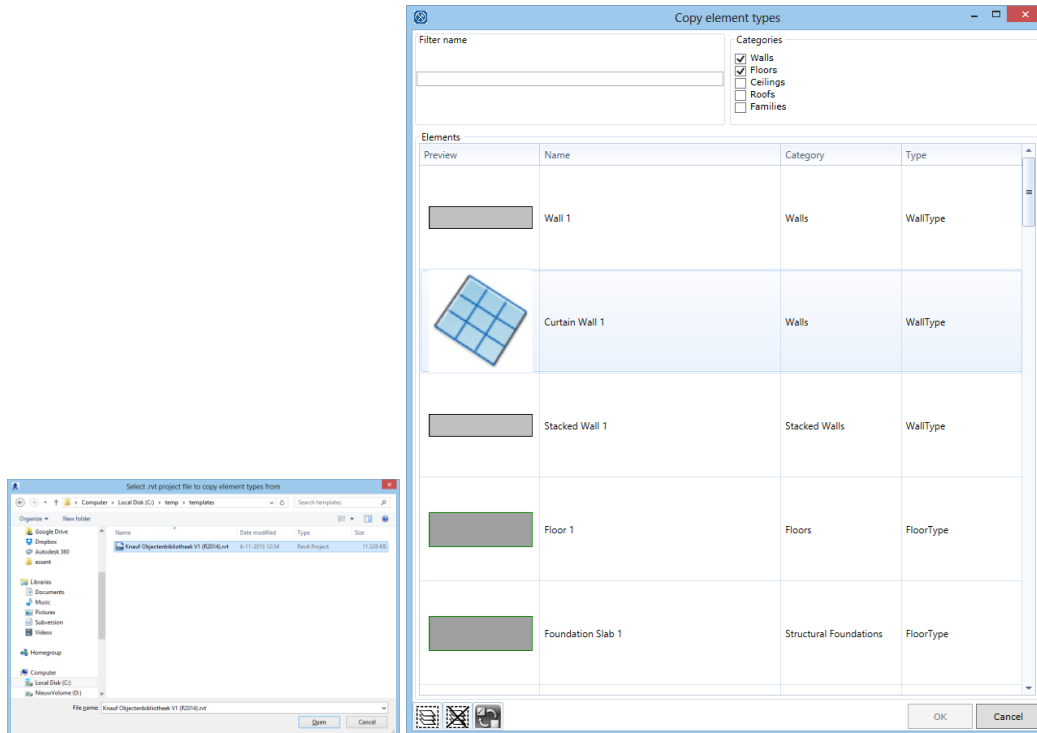 Select .rvt project file to copy element types from
Computer › Local Disk (C:) › temp › templates
Search templates
Organize
New folder
Google Drive
Dropbox
Autodesk 360
essent
Libraries
Documents
Music
Pictures
Subversion
Videos
Homegroup
Computer
Local Disk (C:)
NieuwVolume (D:)
Name Date modified Type Size
Knauf Objectenbibliotheek V1 (R2014).rvt 6-11-2015 12:54 Revit Project 11.528 KB
File name: Knauf Objectenbibliotheek V1 (R2014).rvt
Open Cancel
Copy element types
Filter name
Categories
Walls
Floors
Ceilings
Roofs
Families
Elements
Preview Name Category Type
Wall 1 Walls WallType
Curtain Wall 1 Walls WallType
Stacked Wall 1 Stacked Walls WallType
Floor 1 Floors FloorType
Foundation Slab 1 Structural Foundations FloorType
OK Cancel